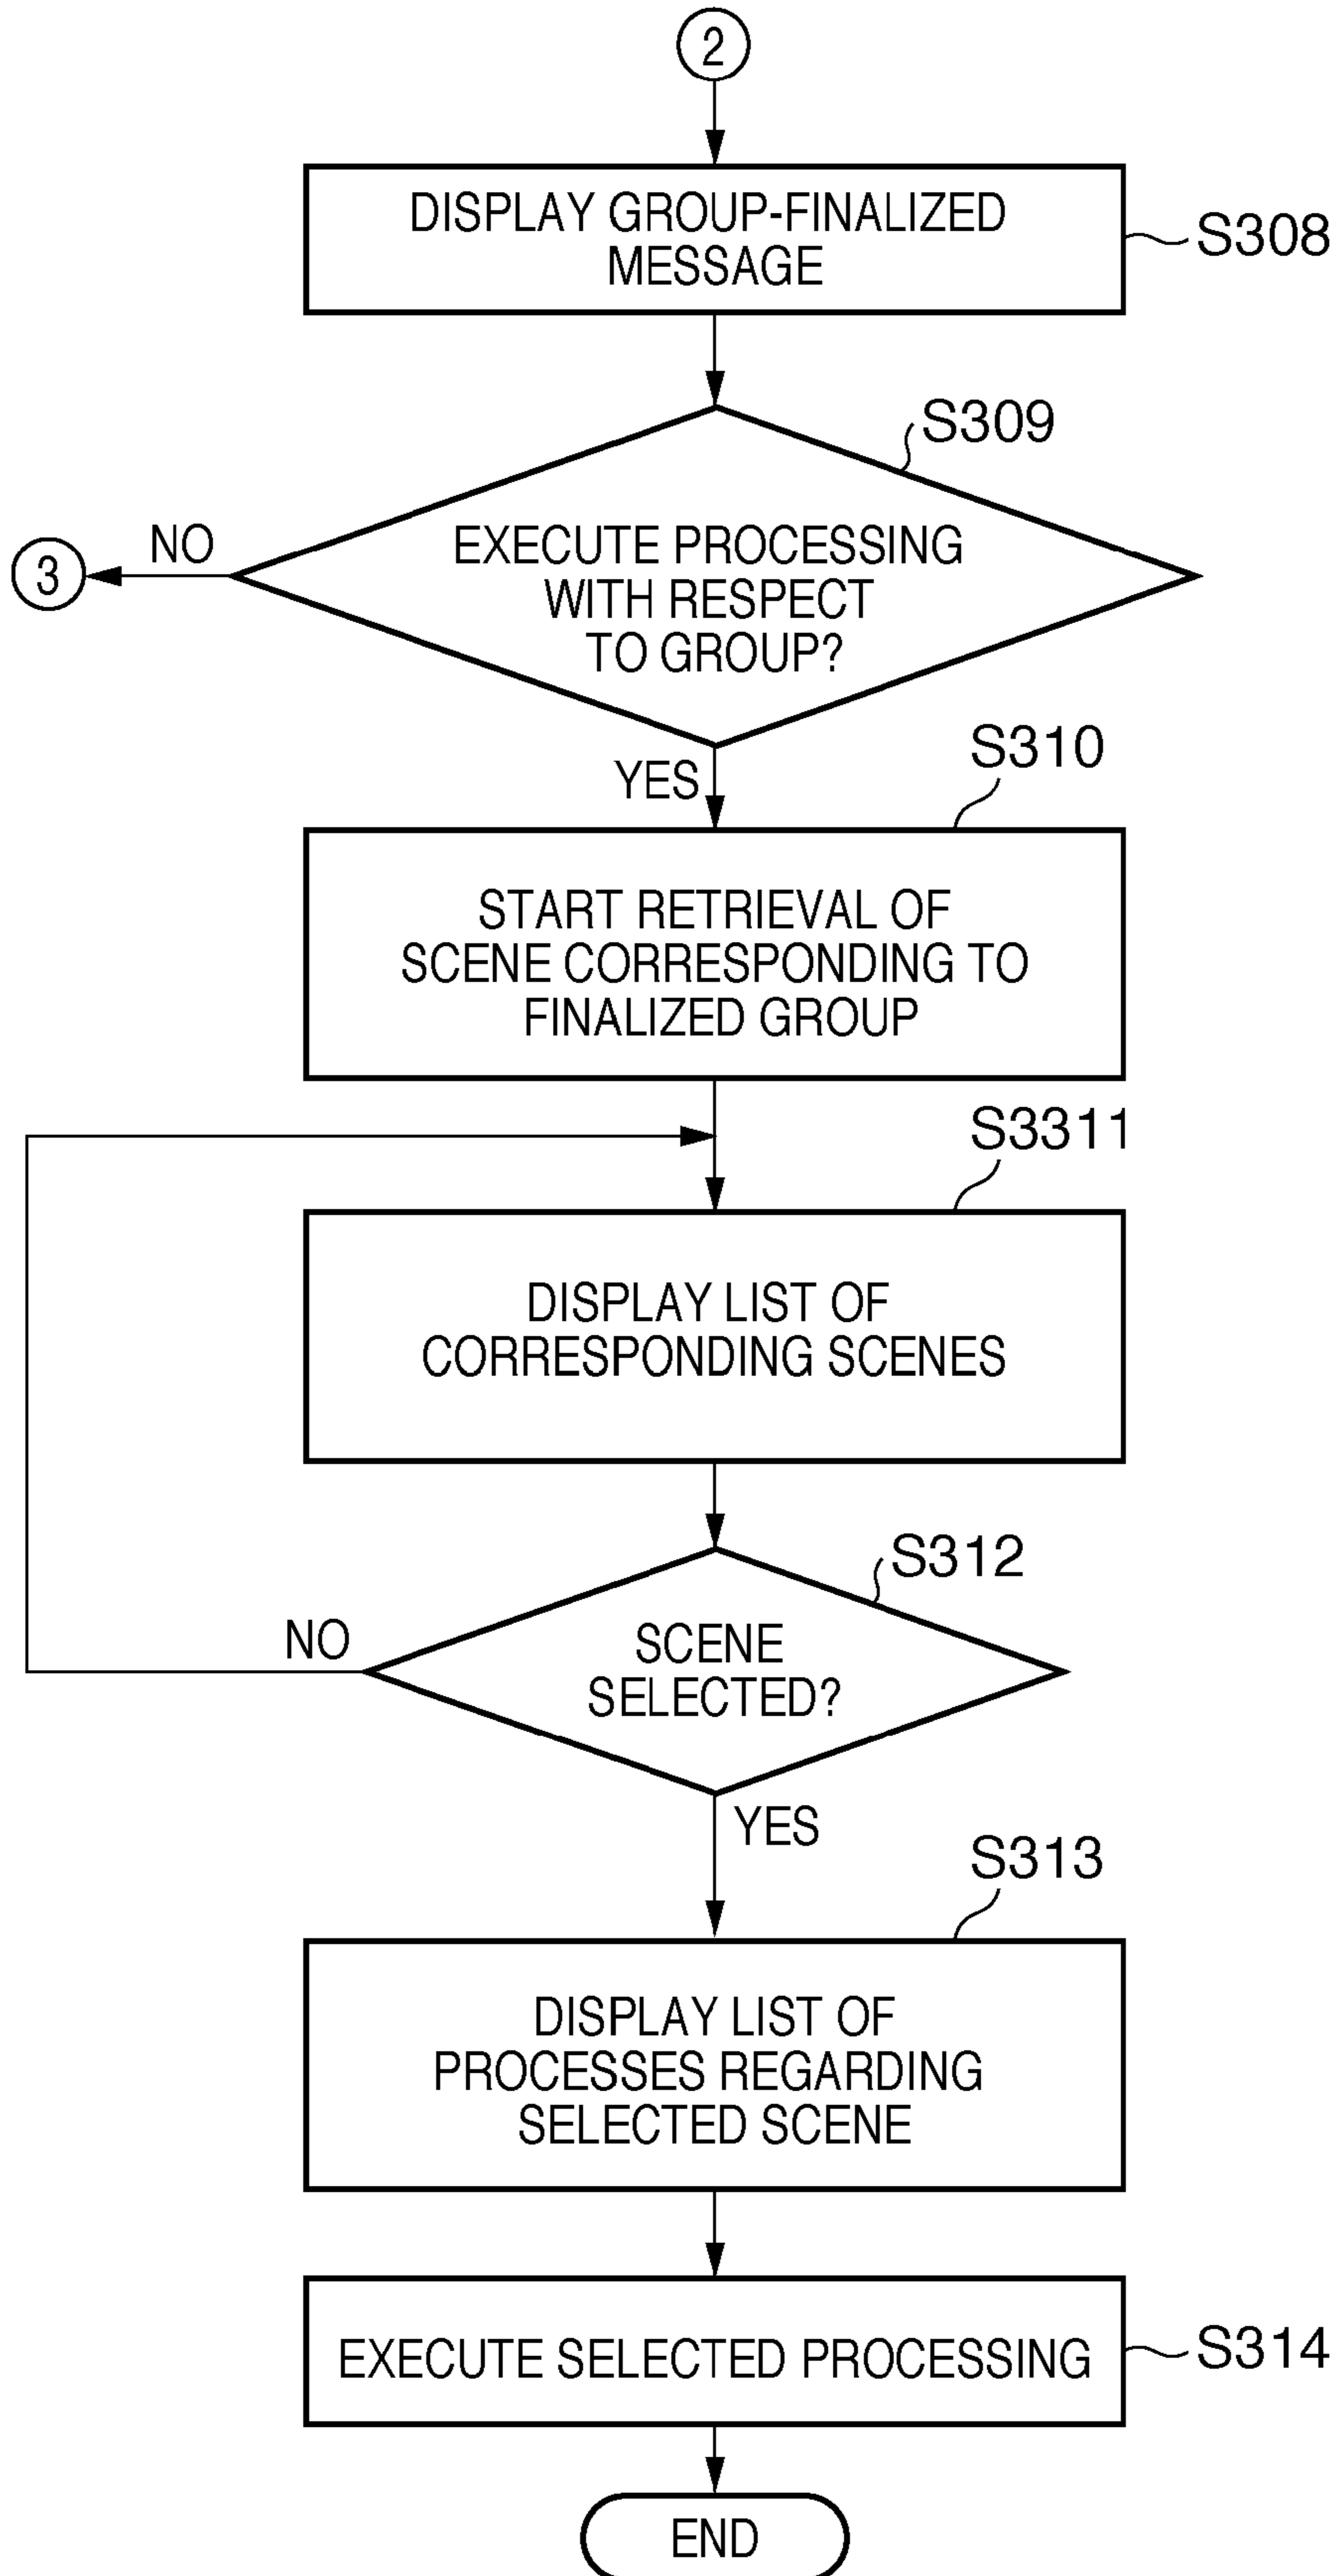 2
DISPLAY GROUP-FINALIZED
MESSAGE
S308
S309
EXECUTE PROCESSING
WITH RESPECT
TO GROUP?
NO
3
YES
S310
START RETRIEVAL OF
SCENE CORRESPONDING TO
FINALIZED GROUP
S3311
DISPLAY LIST OF
CORRESPONDING SCENES
S312
SCENE
SELECTED?
NO
YES
S313
DISPLAY LIST OF
PROCESSES REGARDING
SELECTED SCENE
EXECUTE SELECTED PROCESSING
S314
END